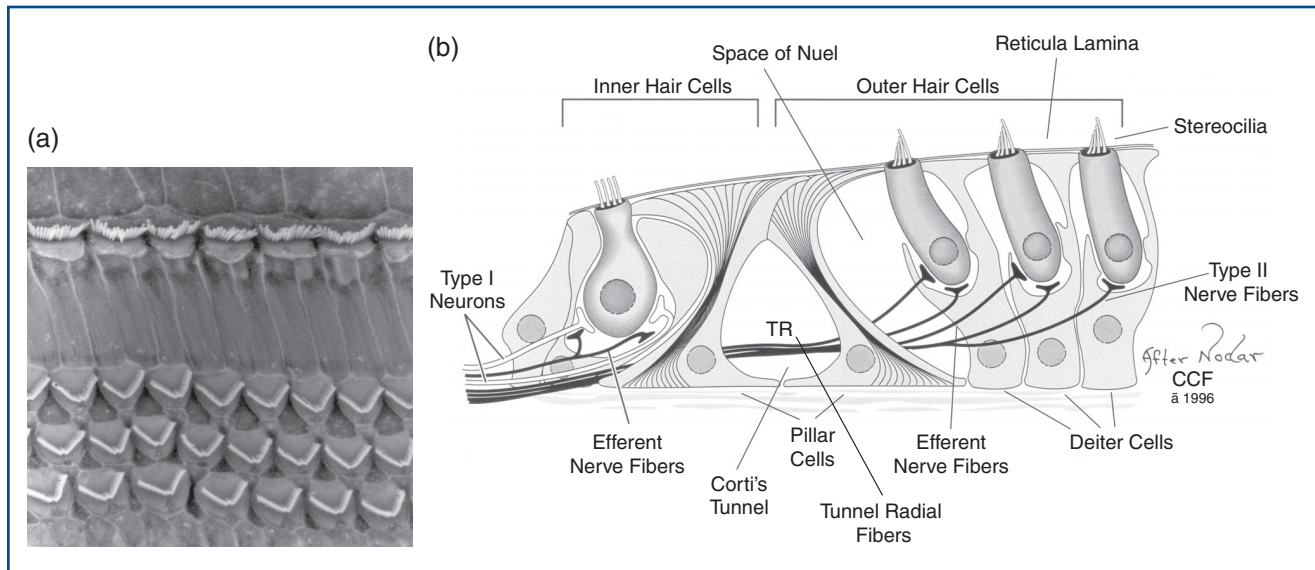 (a)
(b)
Space of Nuel
Reticula Lamina
Inner Hair Cells
Outer Hair Cells
Stereocilia
Type I
Neurons
Type II
Nerve Fibers
TR
After Nodar
CCF
ã 1996
Efferent
Nerve Fibers
Pillar
Cells
Efferent
Nerve Fibers
Deiter Cells
Corti's
Tunnel
Tunnel Radial
Fibers